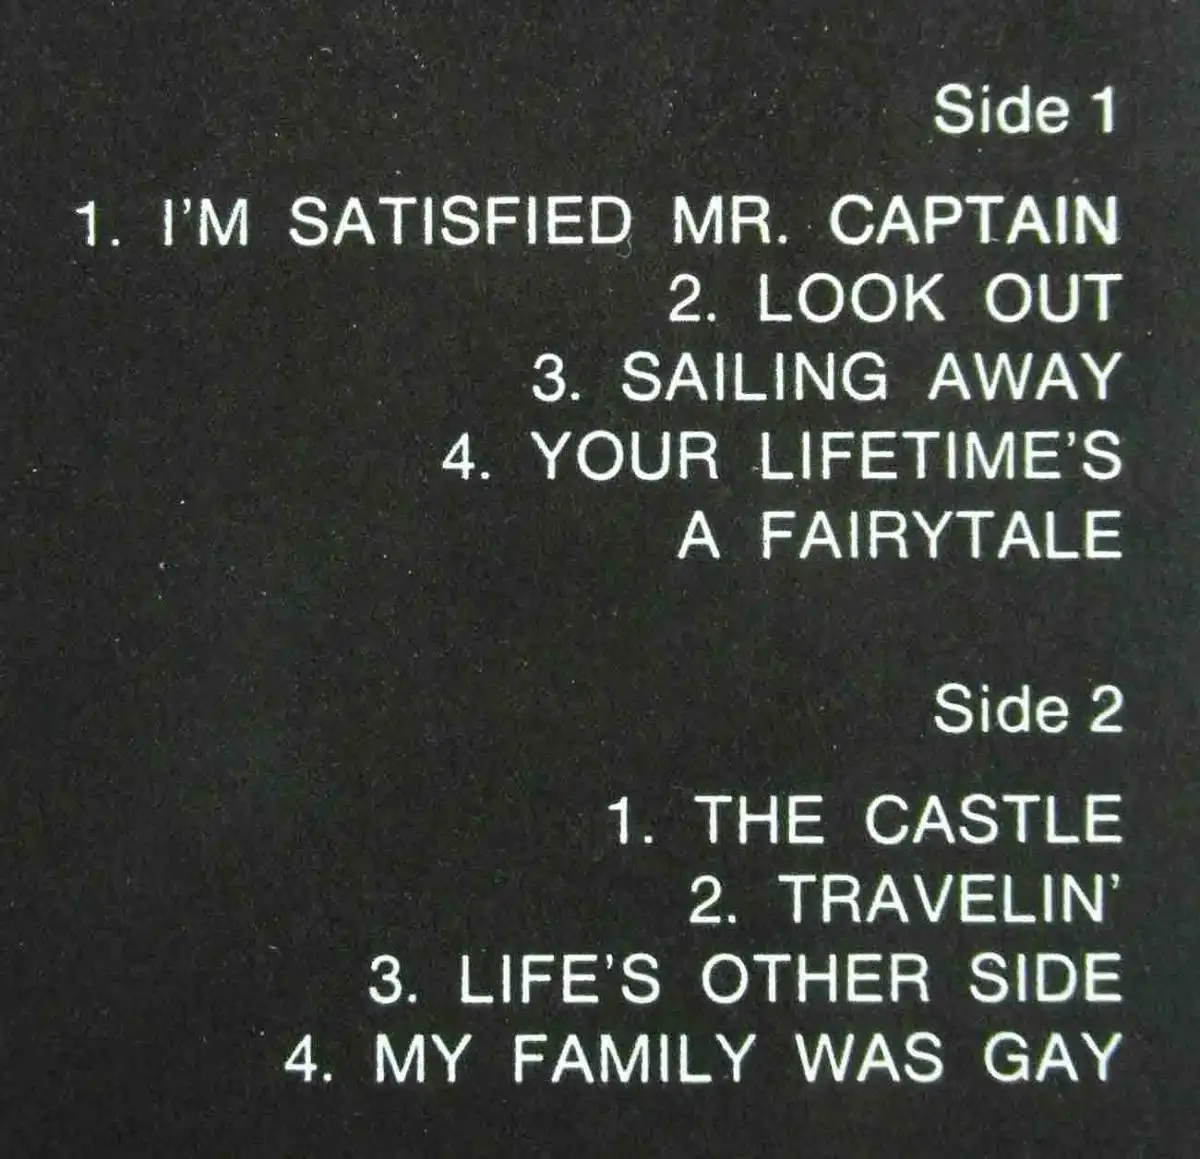 Side 1
1. I'M SATISFIED MR. CAPTAIN
2. LOOK OUT
3. SAILING AWAY
4. YOUR LIFETIME'S
A FAIRYTALE
Side 2
1. THE CASTLE
2. TRAVELIN'
3. LIFE'S OTHER SIDE
4. MY FAMILY WAS GAY